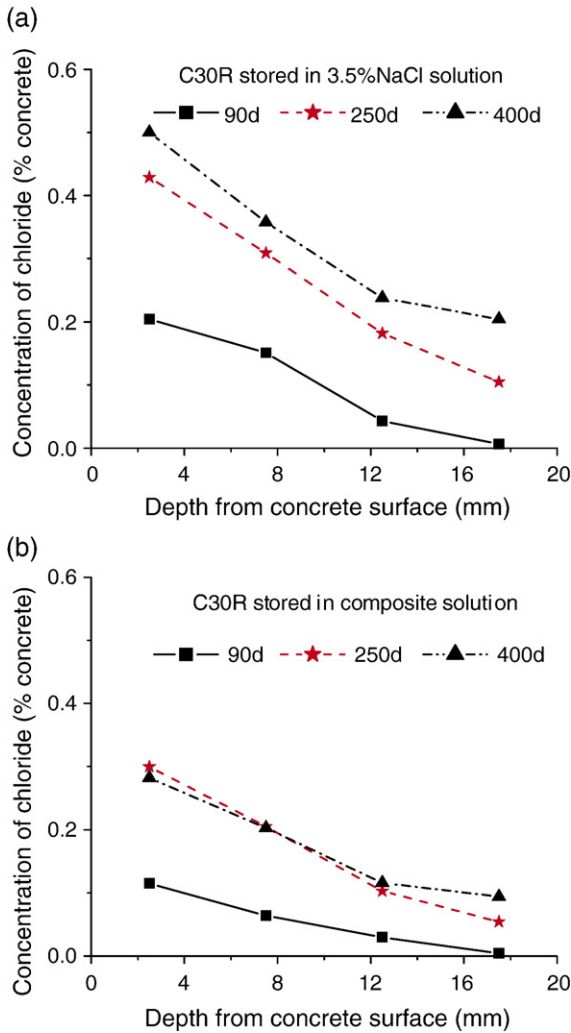 (a)
0.6
C30R stored in 3.5%NaCl solution
90d 250d 400d
0.4
0.2
0.0
0 4 8 12 16 20
Concentration of chloride (% concrete)
Depth from concrete surface (mm)
(b)
0.6
C30R stored in composite solution
90d 250d 400d
0.4
0.2
0.0
0 4 8 12 16 20
Concentration of chloride (% concrete)
Depth from concrete surface (mm)